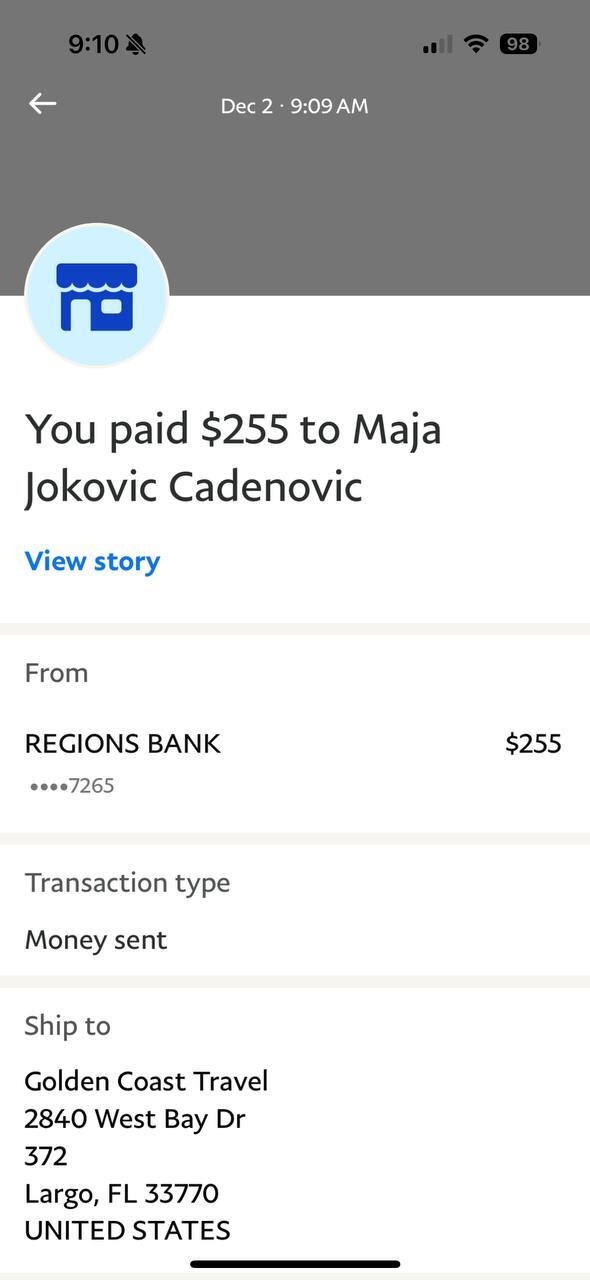 9:10
98
Dec 2 · 9:09 AM
You paid $255 to Maja
Jokovic Cadenovic
View story
From
REGIONS BANK $255
••••7265
Transaction type
Money sent
Ship to
Golden Coast Travel
2840 West Bay Dr
372
Largo, FL 33770
UNITED STATES